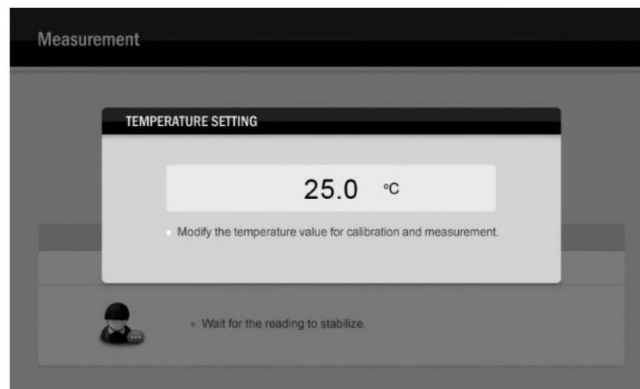 Measurement
TEMPERATURE SETTING
25.0 ºC
Modify the temperature value for calibration and measurement.
Wait for the reading to stabilize.